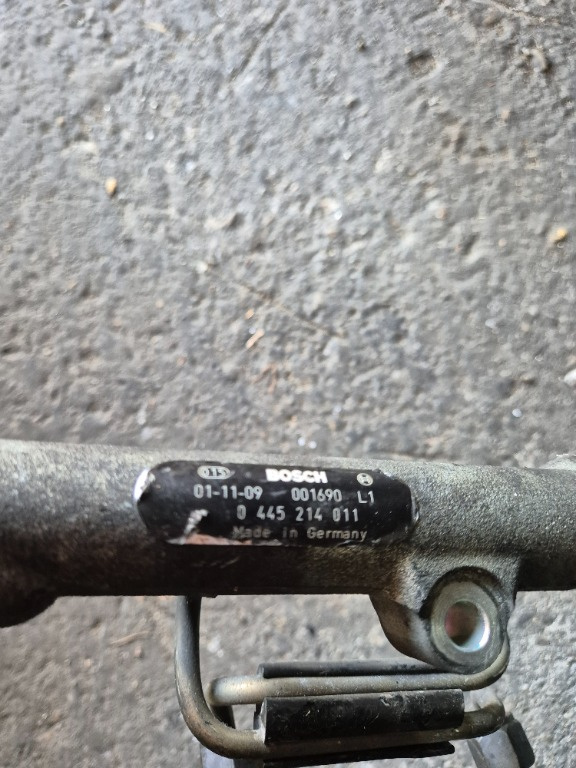 BOSCH
01-11-09 001690 L1
0 445 214 011
Made in Germany